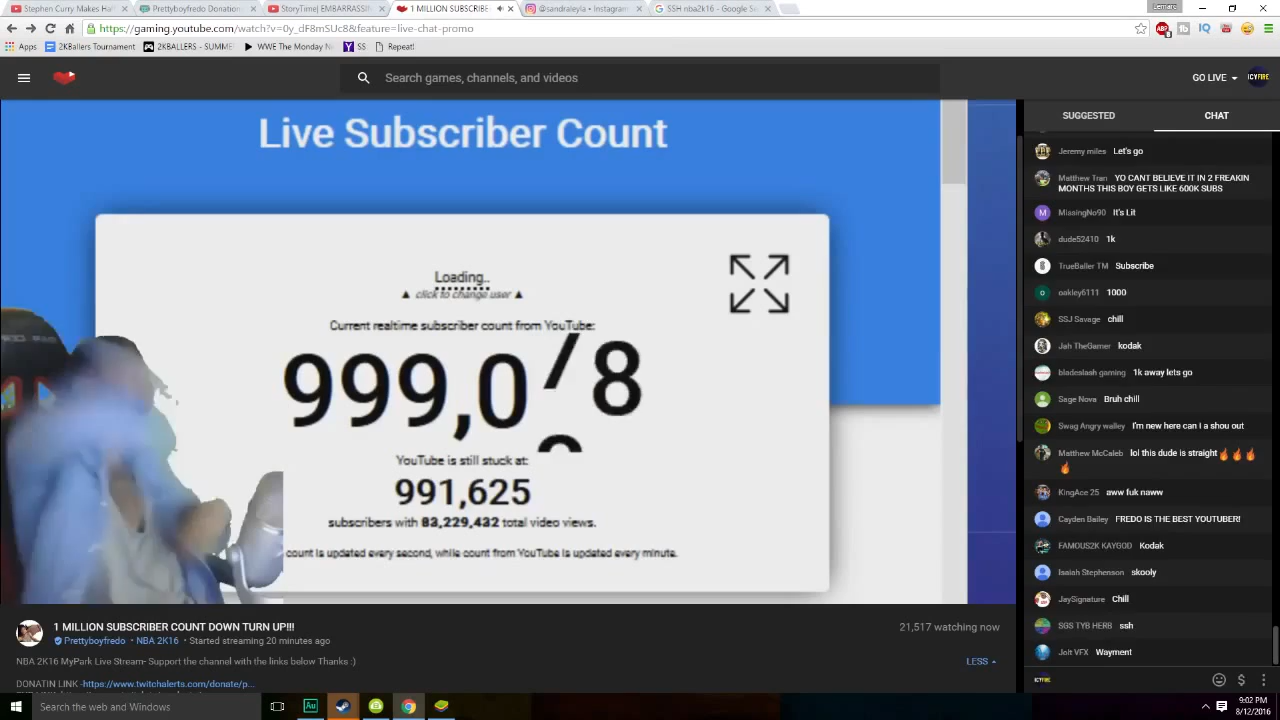 Stephen Curry Makes Half
Prettyboyfredo Donation
StoryTime| EMBARRASSIN
1 MILLION SUBSCRIBE
@sandraleyla • Instagram
SSH nba2k16 - Google Se
Lemare
https://gaming.youtube.com/watch?v=0y_dF8mSUc8&feature=live-chat-promo
Apps
2KBallers Tournament
2KBALLERS - SUMME
WWE The Monday N
SS
Repeat!
Search games, channels, and videos
GO LIVE
ICYFIRE
Live Subscriber Count
Loading..
▲ click to change user ▲
Current realtime subscriber count from YouTube:
YouTube is still stuck at:
991,625
subscribers with 83,229,432 total video views.
count is updated every second, while count from YouTube is updated every minute.
1 MILLION SUBSCRIBER COUNT DOWN TURN UP!!!
Prettyboyfredo • NBA 2K16 • Started streaming 20 minutes ago
21,517 watching now
NBA 2K16 MyPark Live Stream- Support the channel with the links below Thanks :)
LESS
DONATIN LINK -https://www.twitchalerts.com/donate/p...
SUGGESTED
CHAT
Jeremy miles Let's go
Matthew Tran YO CANT BELIEVE IT IN 2 FREAKIN
MONTHS THIS BOY GETS LIKE 600K SUBS
MissingNo90 It's Lit
dude52410 1k
TrueBaller TM Subscribe
oakley6111 1000
SSJ Savage chill
Jah TheGamer kodak
bladeslash gaming 1k away lets go
Sage Nova Bruh chill
Swag Angry walley I'm new here can i a shou out
Matthew McCaleb lol this dude is straight🔥🔥🔥
🔥
KingAce 25 aww fuk naww
Cayden Bailey FREDO IS THE BEST YOUTUBER!
FAMOUS2K KAYGOD Kodak
Isaiah Stephenson skooly
JaySignature Chill
SGS TYB HERB ssh
Jolt VFX Wayment
Search the web and Windows
9:02 PM
8/12/2016